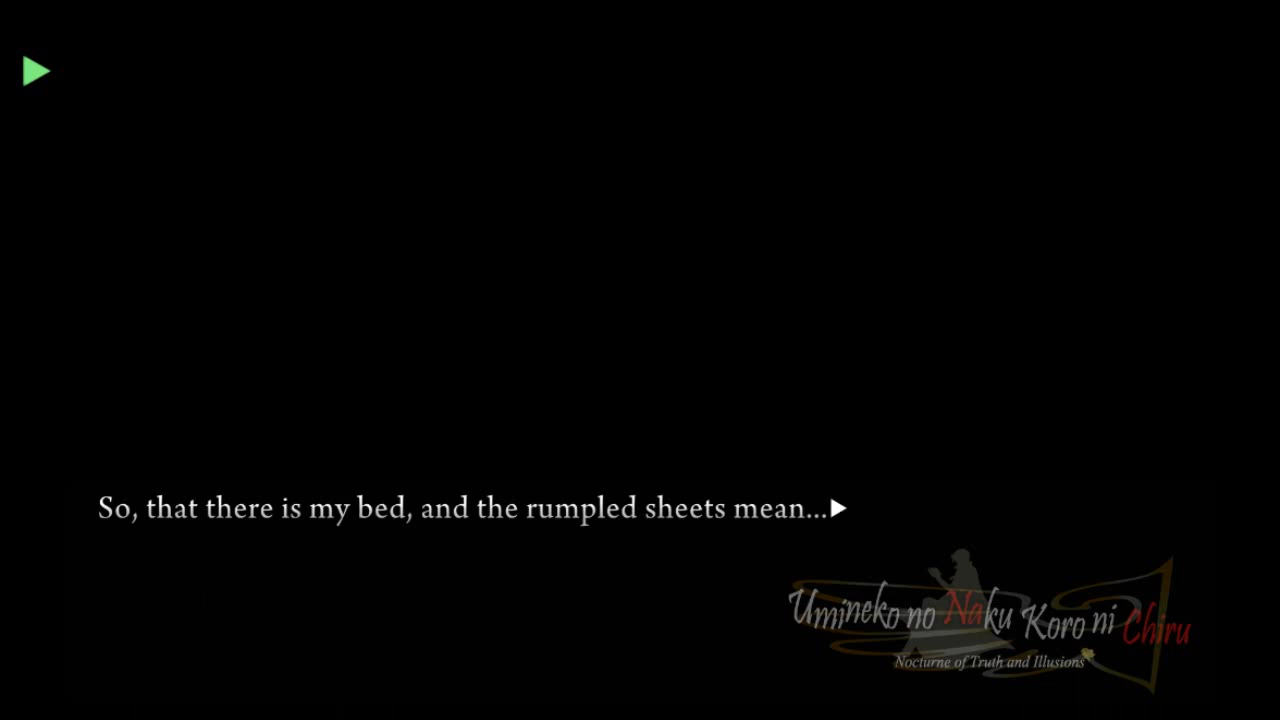 So, that there is my bed, and the rumpled sheets mean...
Umineko no Naku Koro ni Chiru
Nocturne of Truth and Illusions